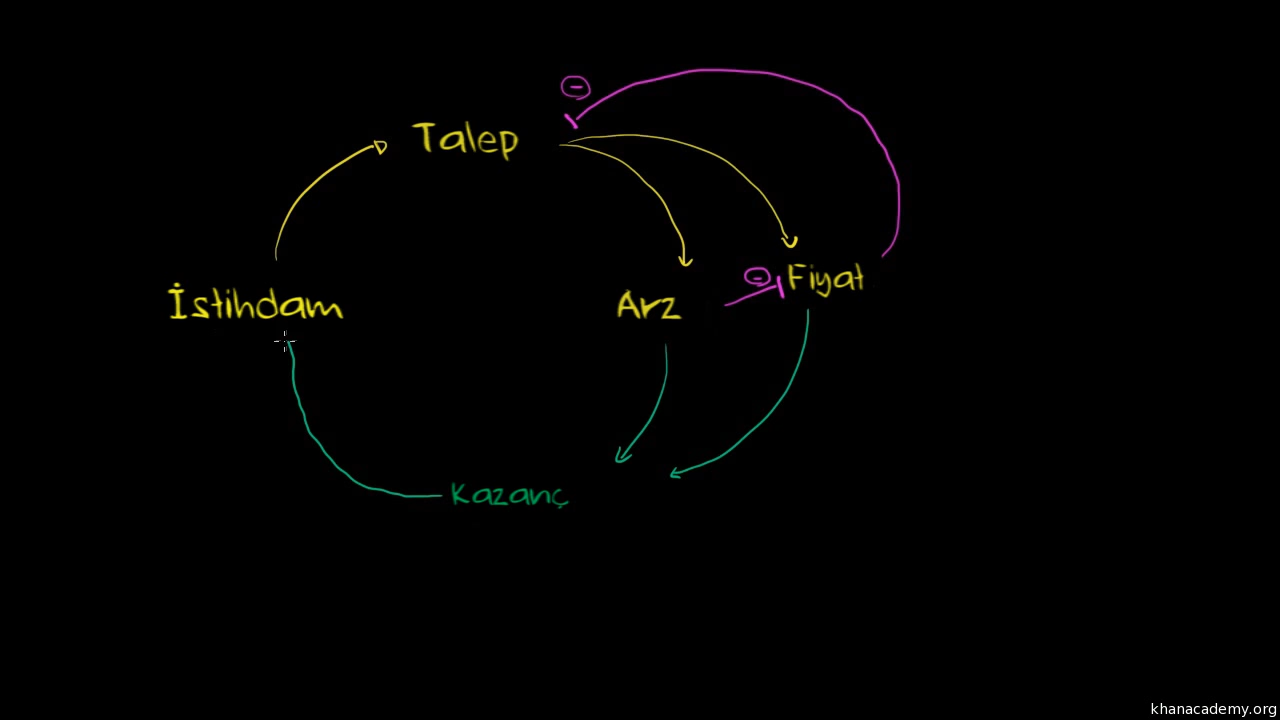 ⊖
Talep
⊖ Fiyat
İstihdam
Arz
Kazanç
khanacademy.org